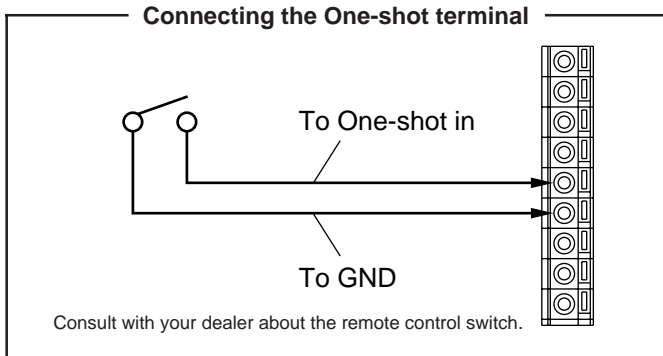 Connecting the One-shot terminal
To One-shot in
To GND
Consult with your dealer about the remote control switch.